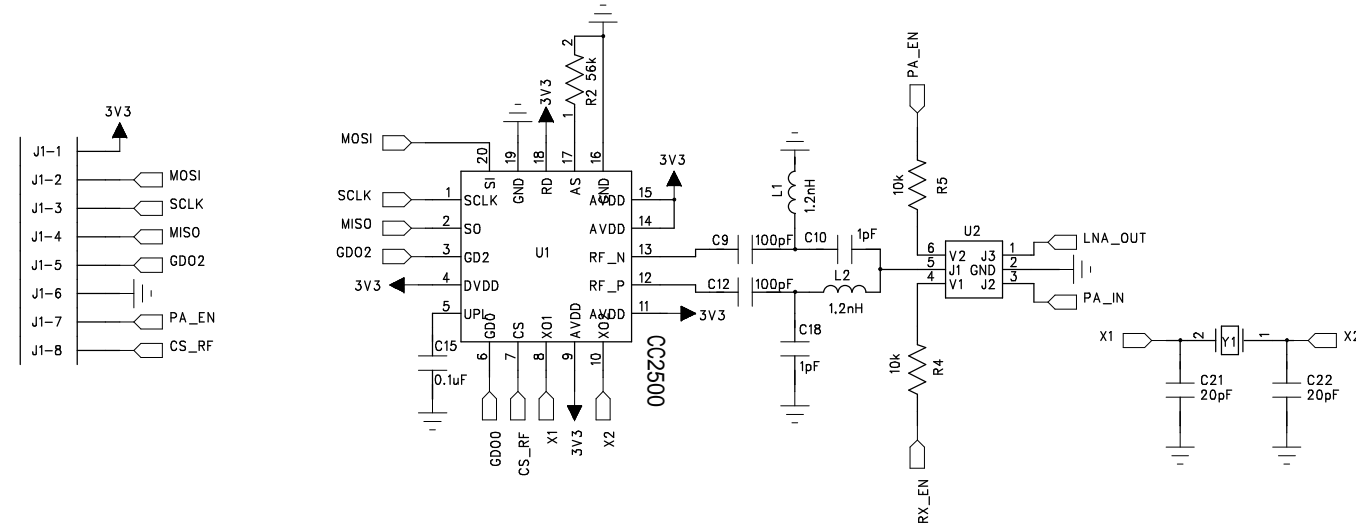 3V3
J1-1
J1-2
MOSI
J1-3
SCLK
J1-4
MISO
J1-5
GDO2
J1-6
J1-7
PA_EN
J1-8
CS_RF
MOSI
SCLK
MISO
GDO2
3V3
C15
0.1uF
20
19
18
17
16
3V3
1
2
R2 56k
SI
GND
RD
AS
GND
1
SCLK
2
SO
3
GD2
4
DVDD
5
UPL
U1
AVDD
15
AVDD
14
RF_N
13
RF_P
12
AVDD
11
3V3
3V3
GD0
CS
XO1
AVDD
XO2
6
7
8
9
10
GDO0
CS_RF
X1
3V3
X2
CC2500
C9
100pF
C10
1pF
L1
1.2nH
C12
100pF
L2
1.2nH
C18
1pF
PA_EN
10k
R5
U2
6
V2
J3
1
LNA_OUT
5
J1
GND
2
4
V1
J2
3
PA_IN
10k
R4
RX_EN
X1
2
Y1
1
X2
C21
20pF
C22
20pF